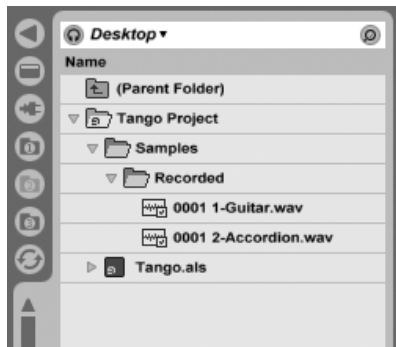 Desktop
Name
(Parent Folder)
Tango Project
Samples
Recorded
0001 1-Guitar.wav
0001 2-Accordion.wav
Tango.als